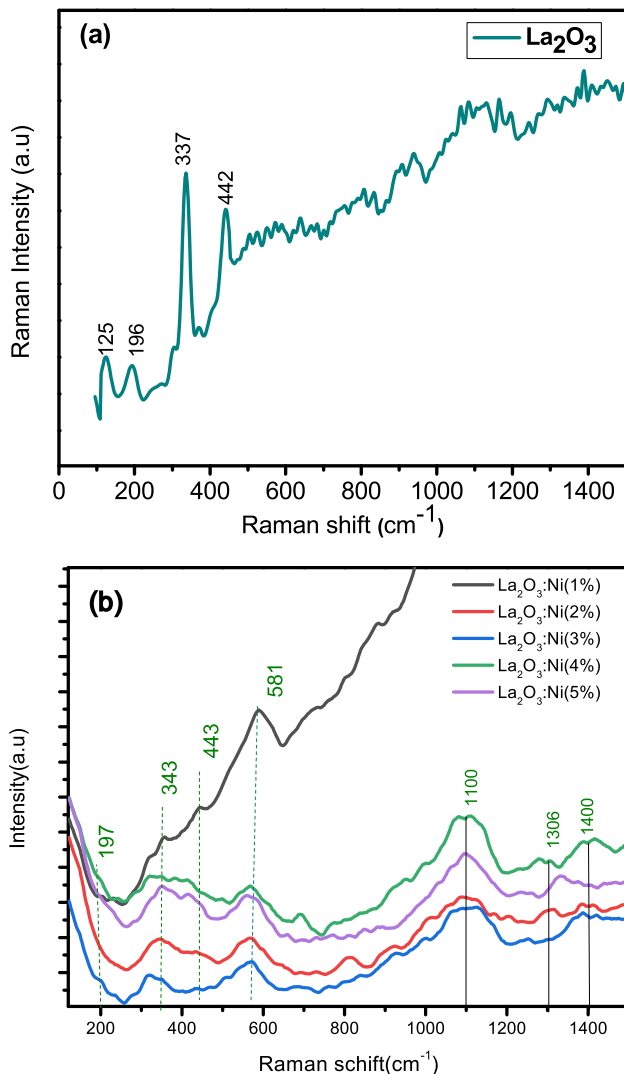 (a)
La2O3
337
442
125
196
Raman Intensity (a.u)
0 200 400 600 800 1000 1200 1400
Raman shift (cm-1)
(b)
La2O3:Ni(1%)
La2O3:Ni(2%)
La2O3:Ni(3%)
La2O3:Ni(4%)
La2O3:Ni(5%)
581
443
343
197
1100
1306
1400
Intensity(a.u)
200 400 600 800 1000 1200 1400
Raman schift(cm-1)